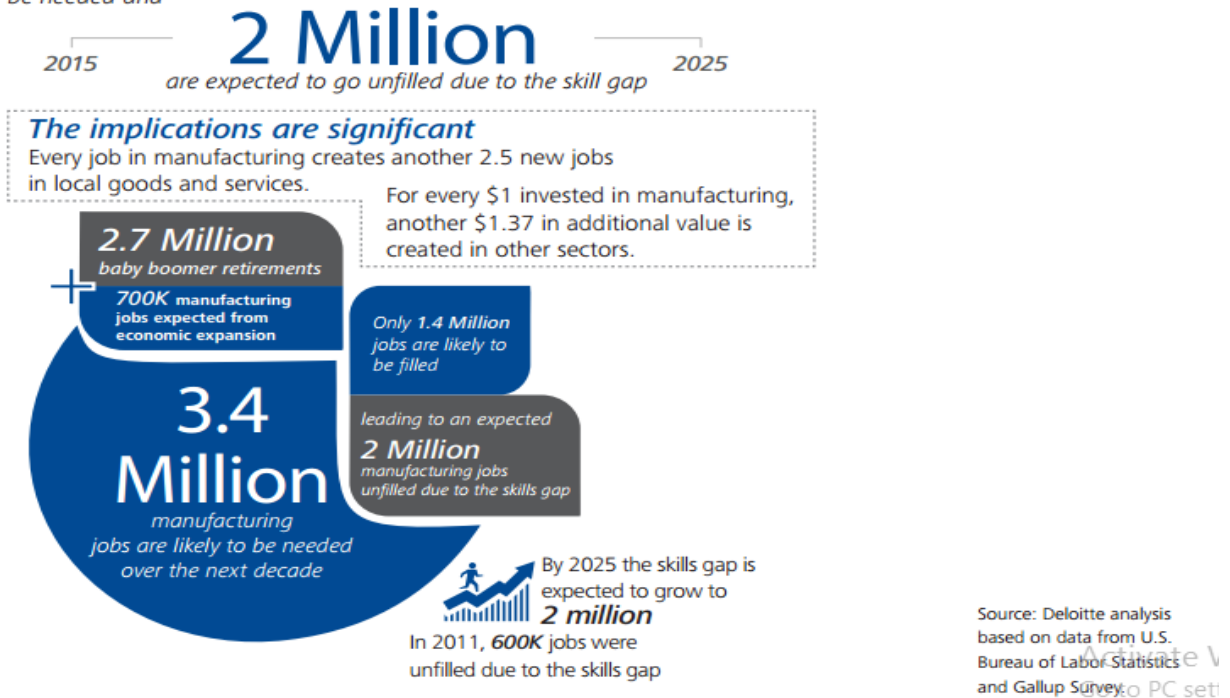 be needed and
2 Million
2015
2025
are expected to go unfilled due to the skill gap
The implications are significant
Every job in manufacturing creates another 2.5 new jobs
in local goods and services.
For every $1 invested in manufacturing,
another $1.37 in additional value is
created in other sectors.
2.7 Million
baby boomer retirements
700K manufacturing
jobs expected from
economic expansion
Only 1.4 Million
jobs are likely to
be filled
3.4
Million
manufacturing
jobs are likely to be needed
over the next decade
leading to an expected
2 Million
manufacturing jobs
unfilled due to the skills gap
By 2025 the skills gap is
expected to grow to
2 million
In 2011, 600K jobs were
unfilled due to the skills gap
Source: Deloitte analysis
based on data from U.S.
Bureau of Labor Statistics
and Gallup Survey.
Activate
Go to PC